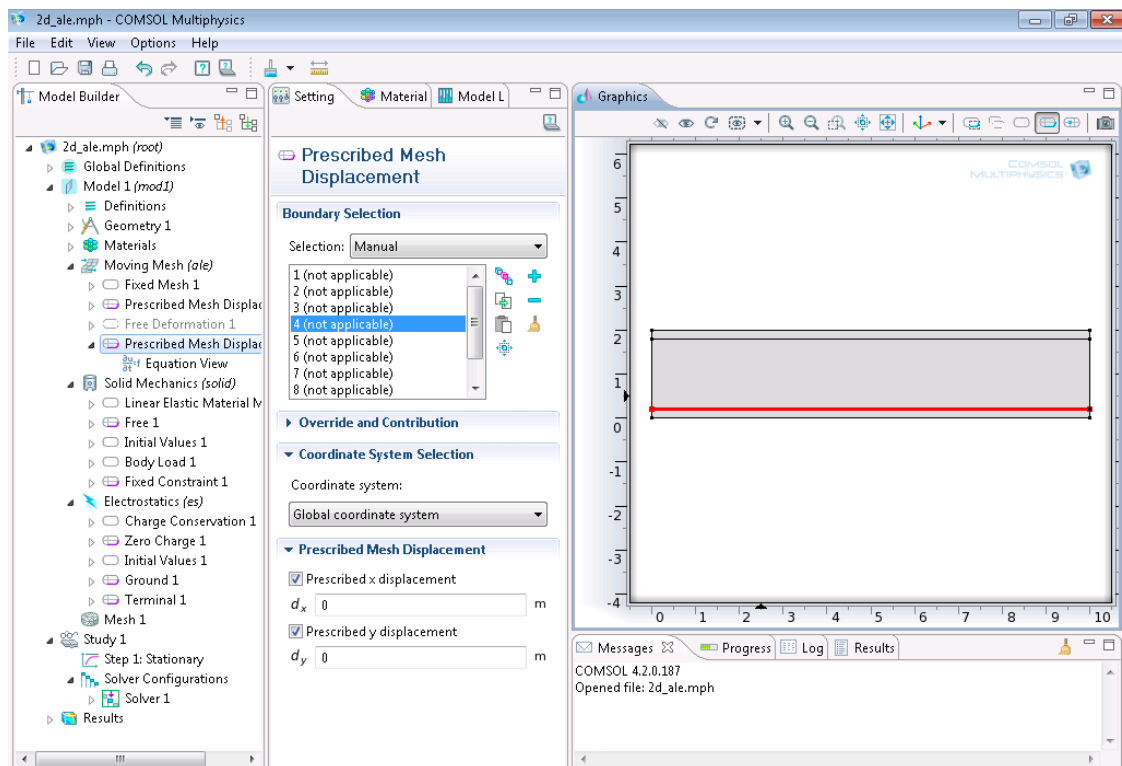 2d_ale.mph - COMSOL Multiphysics
File Edit View Options Help
Model Builder
2d_ale.mph (root)
Global Definitions
Model 1 (mod1)
Definitions
Geometry 1
Materials
Moving Mesh (ale)
Fixed Mesh 1
Prescribed Mesh Displac
Free Deformation 1
Prescribed Mesh Displac
∂u/∂t=f Equation View
Solid Mechanics (solid)
Linear Elastic Material M
Free 1
Initial Values 1
Body Load 1
Fixed Constraint 1
Electrostatics (es)
Charge Conservation 1
Zero Charge 1
Initial Values 1
Ground 1
Terminal 1
Mesh 1
Study 1
Step 1: Stationary
Solver Configurations
Solver 1
Results
Setting Material Model L
Prescribed Mesh
Displacement
Boundary Selection
Selection: Manual
1 (not applicable)
2 (not applicable)
3 (not applicable)
4 (not applicable)
5 (not applicable)
6 (not applicable)
7 (not applicable)
8 (not applicable)
Override and Contribution
Coordinate System Selection
Coordinate system:
Global coordinate system
Prescribed Mesh Displacement
Prescribed x displacement
dx 0 m
Prescribed y displacement
dy 0 m
Graphics
COMSOL
MULTIPHYSICS
6
5
4
3
2
1
0
-1
-2
-3
-4
0 1 2 3 4 5 6 7 8 9 10
Messages Progress Log Results
COMSOL 4.2.0.187
Opened file: 2d_ale.mph